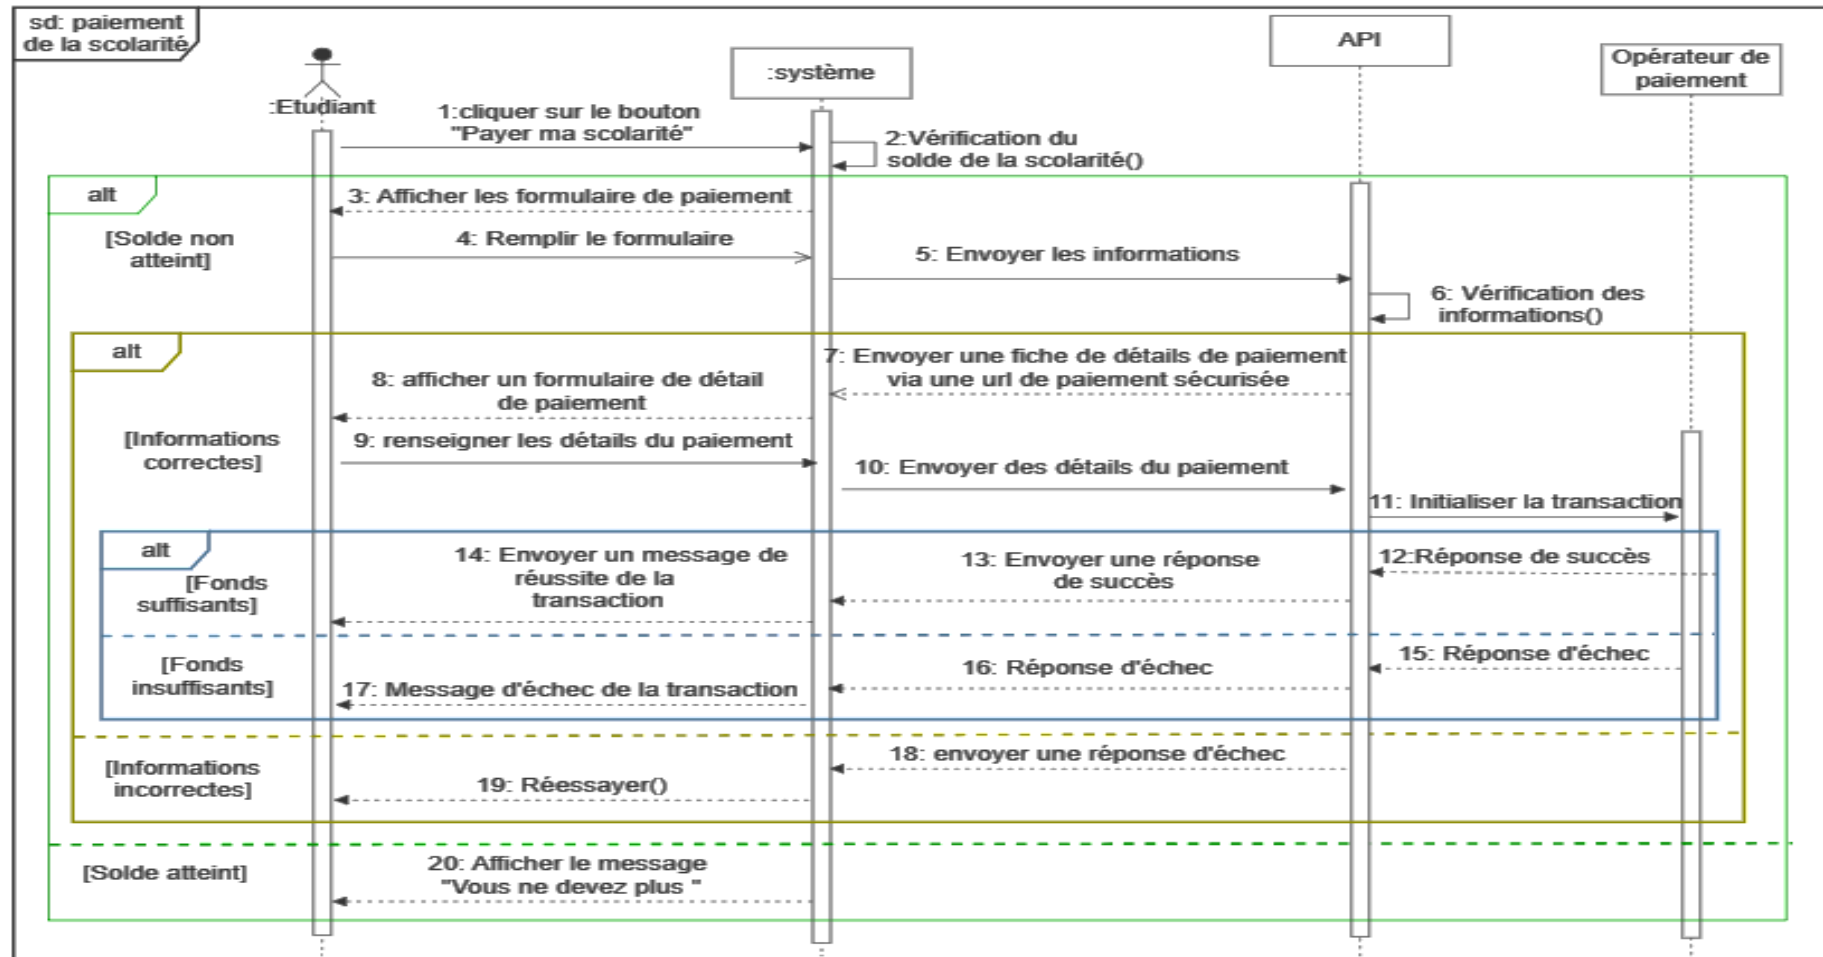 sd: paiement
de la scolarité
:Etudiant
:système
API
Opérateur de
paiement
1:cliquer sur le bouton
"Payer ma scolarité"
2:Vérification du
solde de la scolarité()
alt
3: Afficher les formulaire de paiement
[Solde non
atteint]
4: Remplir le formulaire
5: Envoyer les informations
6: Vérification des
informations()
alt
7: Envoyer une fiche de détails de paiement
via une url de paiement sécurisée
8: afficher un formulaire de détail
de paiement
[Informations
correctes]
9: renseigner les détails du paiement
10: Envoyer des détails du paiement
11: Initialiser la transaction
alt
[Fonds
suffisants]
12:Réponse de succès
13: Envoyer une réponse
de succès
14: Envoyer un message de
réussite de la
transaction
[Fonds
insuffisants]
15: Réponse d'échec
16: Réponse d'échec
17: Message d'échec de la transaction
[Informations
incorrectes]
18: envoyer une réponse d'échec
19: Réessayer()
[Solde atteint]
20: Afficher le message
"Vous ne devez plus "